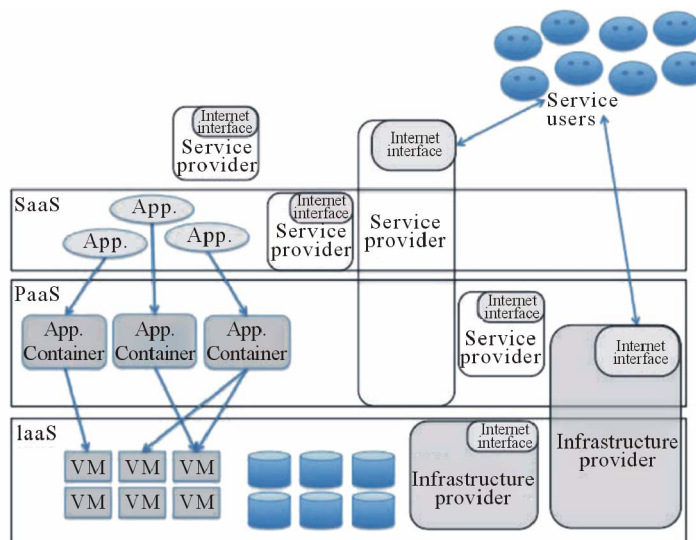 Service
users
Internet
interface
Service
provider
Internet
interface
SaaS
App.
App.
App.
Internet
interface
Service
provider
Service
provider
PaaS
App.
Container
App.
Container
App.
Container
Internet
interface
Service
provider
Internet
interface
IaaS
VM
VM
VM
VM
VM
VM
Internet
interface
Infrastructure
provider
Infrastructure
provider